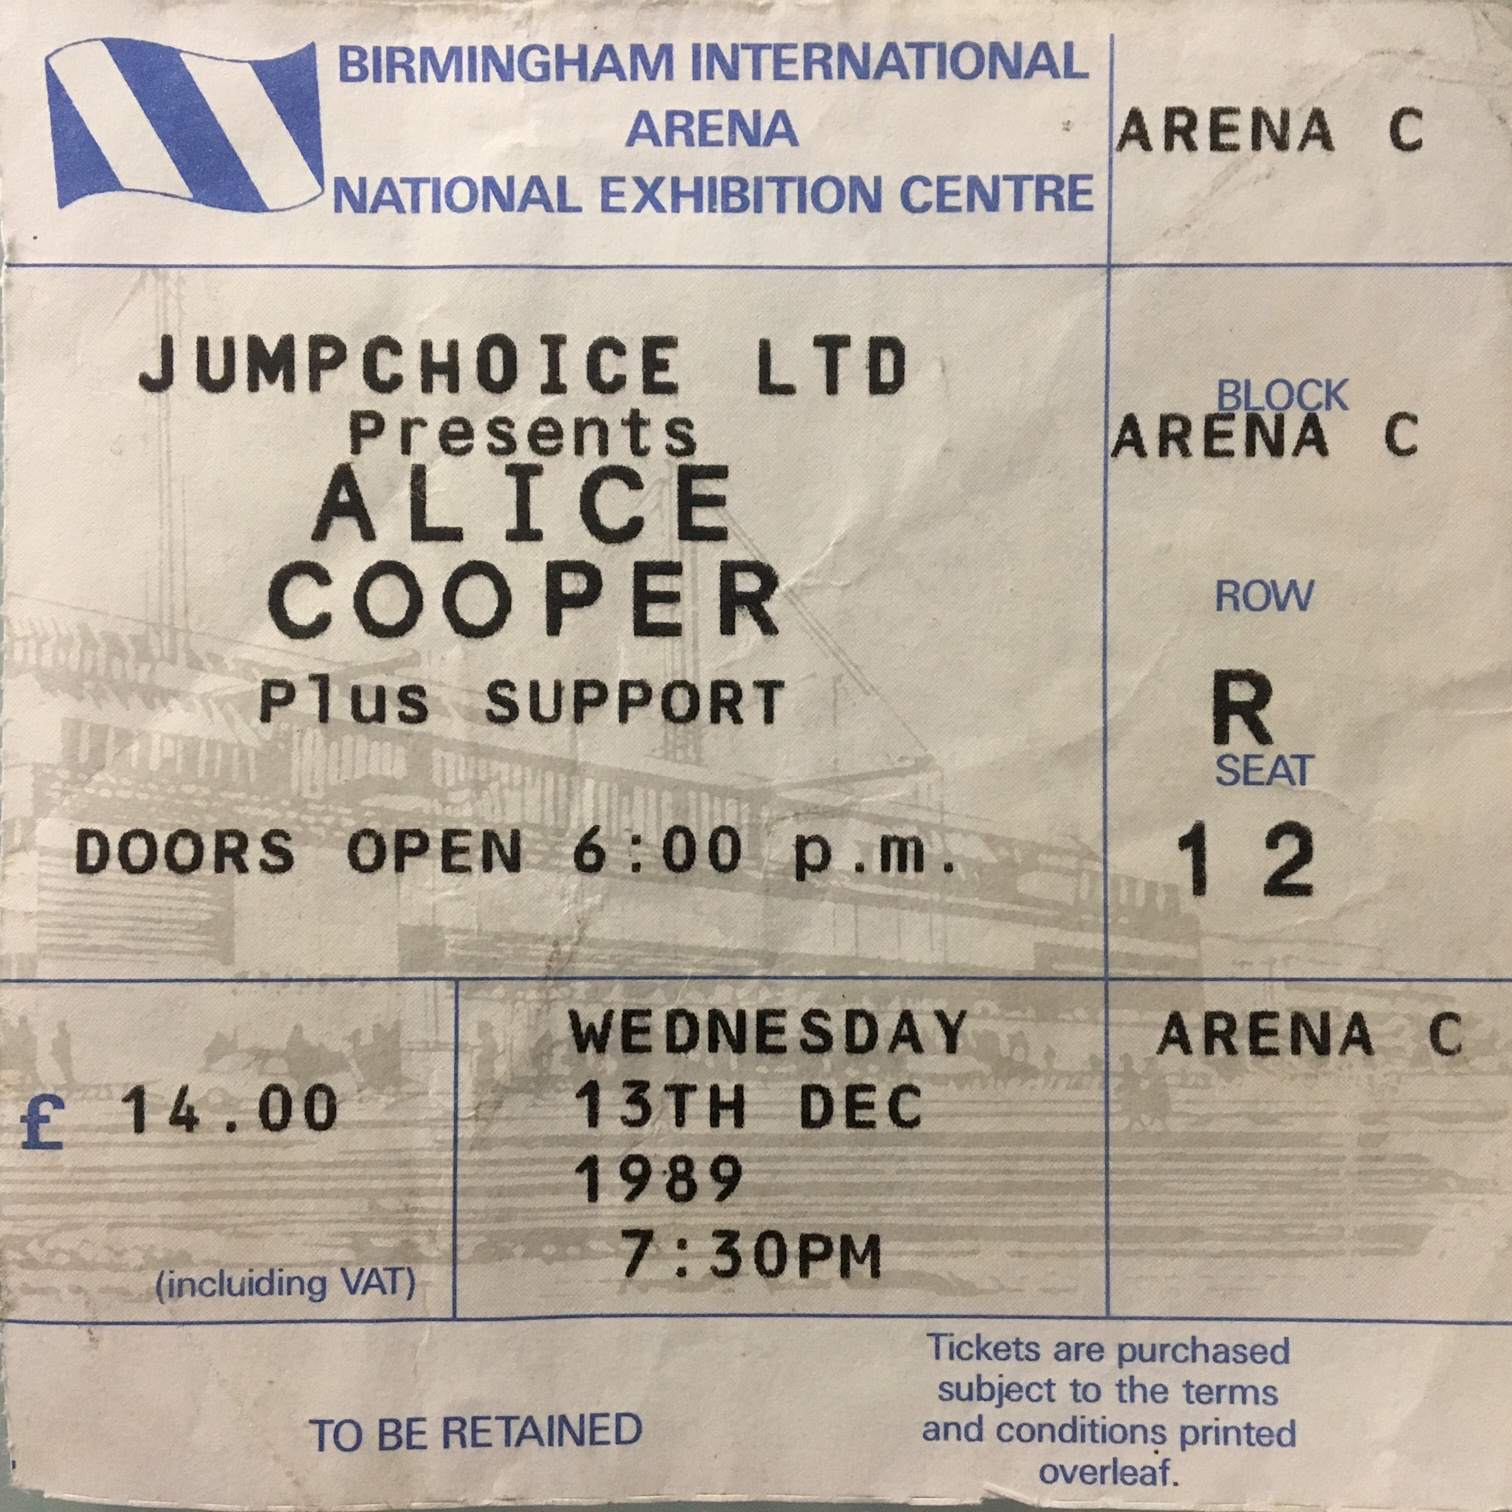 BIRMINGHAM INTERNATIONAL
ARENA
NATIONAL EXHIBITION CENTRE
ARENA C
JUMPCHOICE LTD
Presents
ALICE
COOPER
Plus SUPPORT
DOORS OPEN 6:00 p.m.
BLOCK
ARENA C
ROW
R
SEAT
12
£ 14.00
(incluiding VAT)
WEDNESDAY
13TH DEC
1989
7:30PM
ARENA C
TO BE RETAINED
Tickets are purchased
subject to the terms
and conditions printed
overleaf.